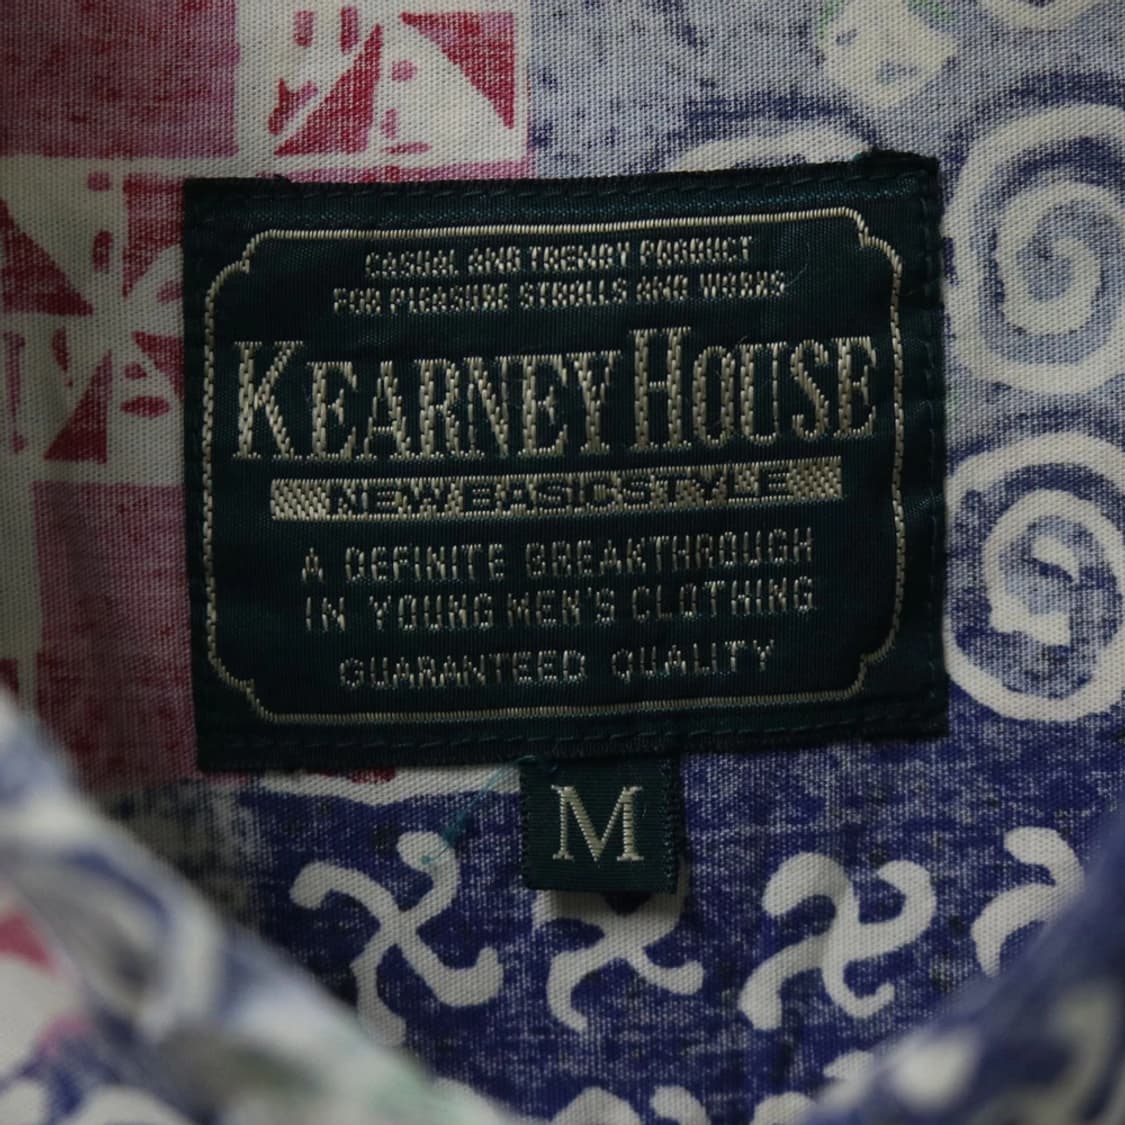 CASUAL AND TRENDY PRODUCT
FOR PLEASURE STROLLS AND WORKS
KEARNEY HOUSE
NEW BASIC STYLE
A DEFINITE BREAKTHROUGH
IN YOUNG MEN'S CLOTHING
GUARANTEED QUALITY
M